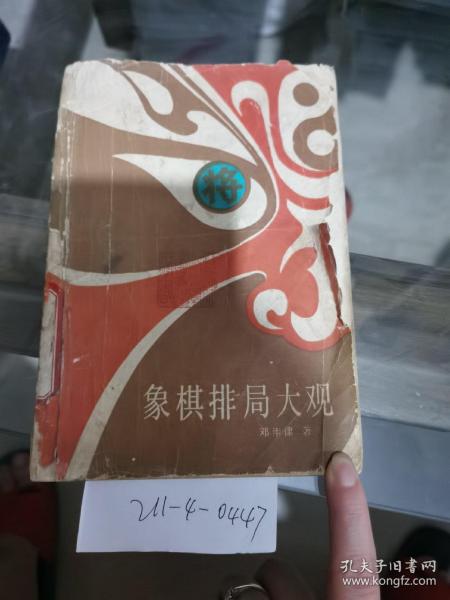 将
象棋排局大观
邓伟律 著
211-4-0447
孔夫子旧书网
www.kongfz.com